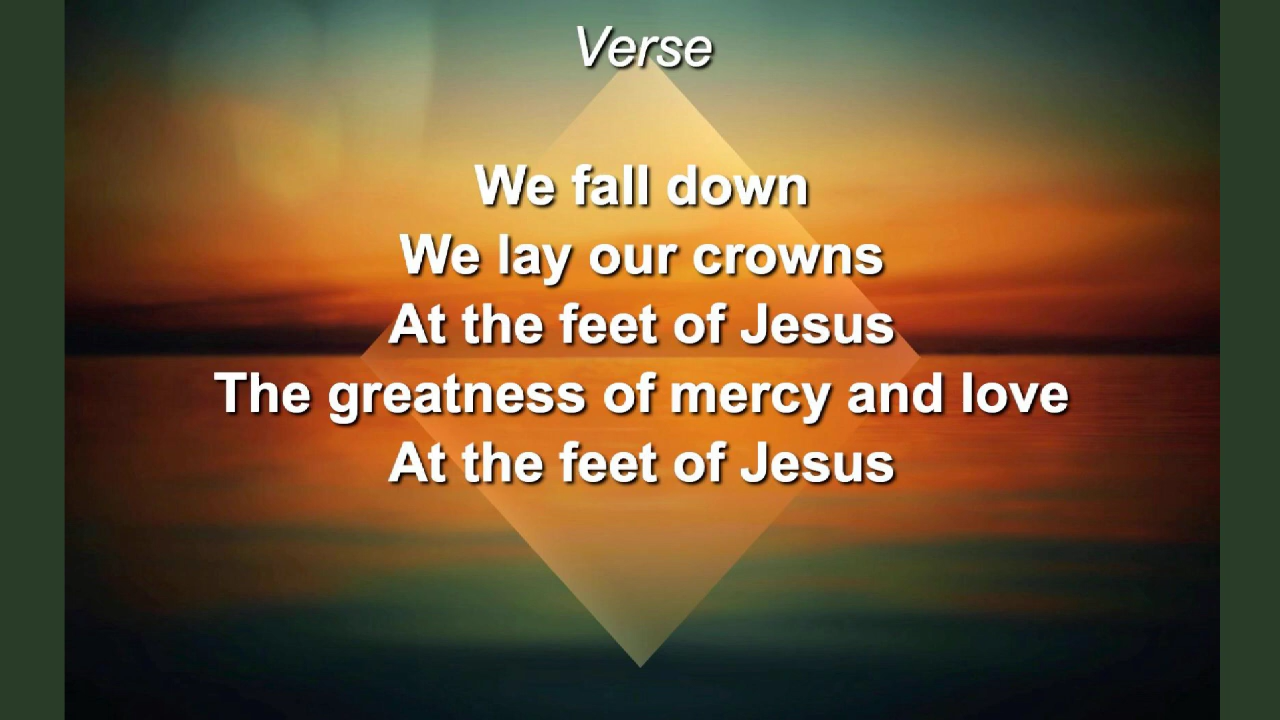 Verse
We fall down
We lay our crowns
At the feet of Jesus
The greatness of mercy and love
At the feet of Jesus